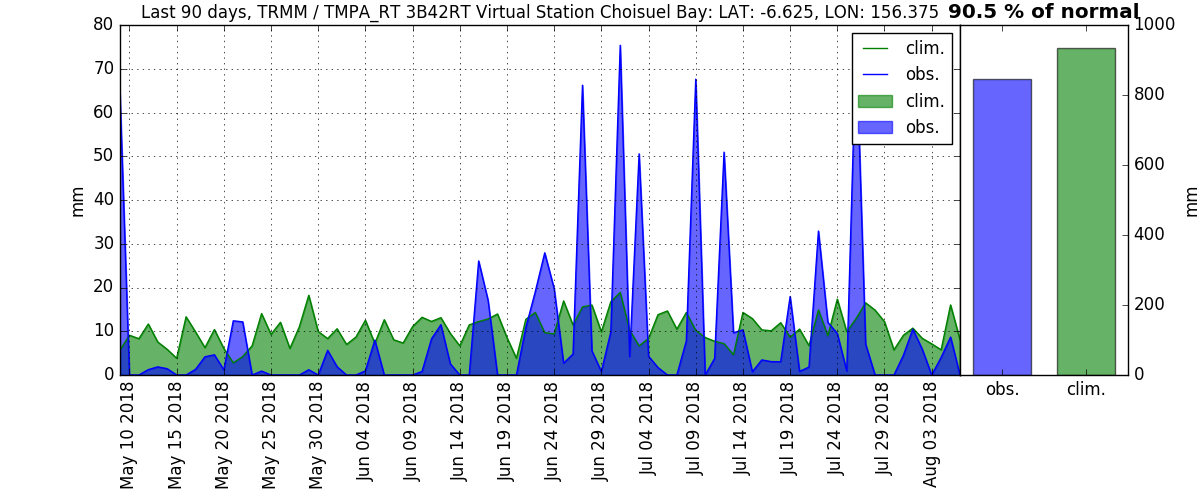 Last 90 days, TRMM / TMPA_RT 3B42RT Virtual Station Choisuel Bay: LAT: -6.625, LON: 156.375
90.5 % of normal
80
70
60
50
40
30
20
10
0
mm
clim.
obs.
clim.
obs.
May 10 2018
May 15 2018
May 20 2018
May 25 2018
May 30 2018
Jun 04 2018
Jun 09 2018
Jun 14 2018
Jun 19 2018
Jun 24 2018
Jun 29 2018
Jul 04 2018
Jul 09 2018
Jul 14 2018
Jul 19 2018
Jul 24 2018
Jul 29 2018
Aug 03 2018
1000
800
600
400
200
0
mm
obs.
clim.